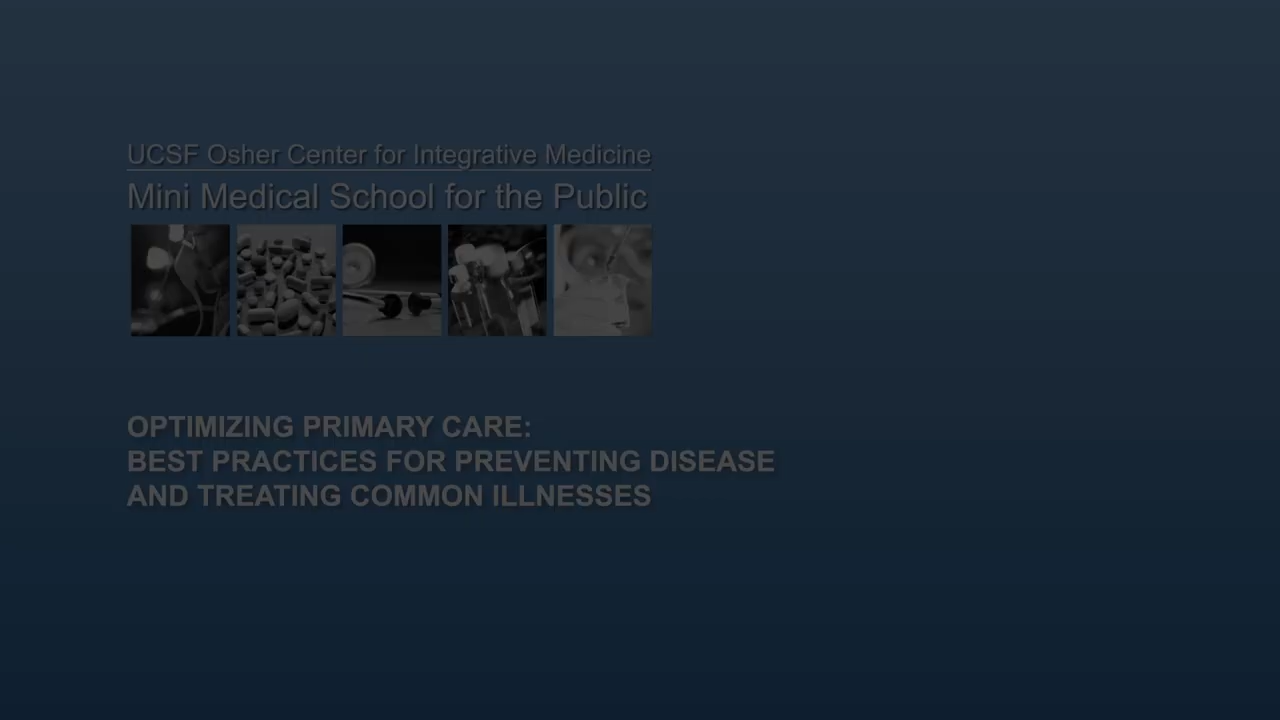 UCSF Osher Center for Integrative Medicine
Mini Medical School for the Public
OPTIMIZING PRIMARY CARE:
BEST PRACTICES FOR PREVENTING DISEASE
AND TREATING COMMON ILLNESSES